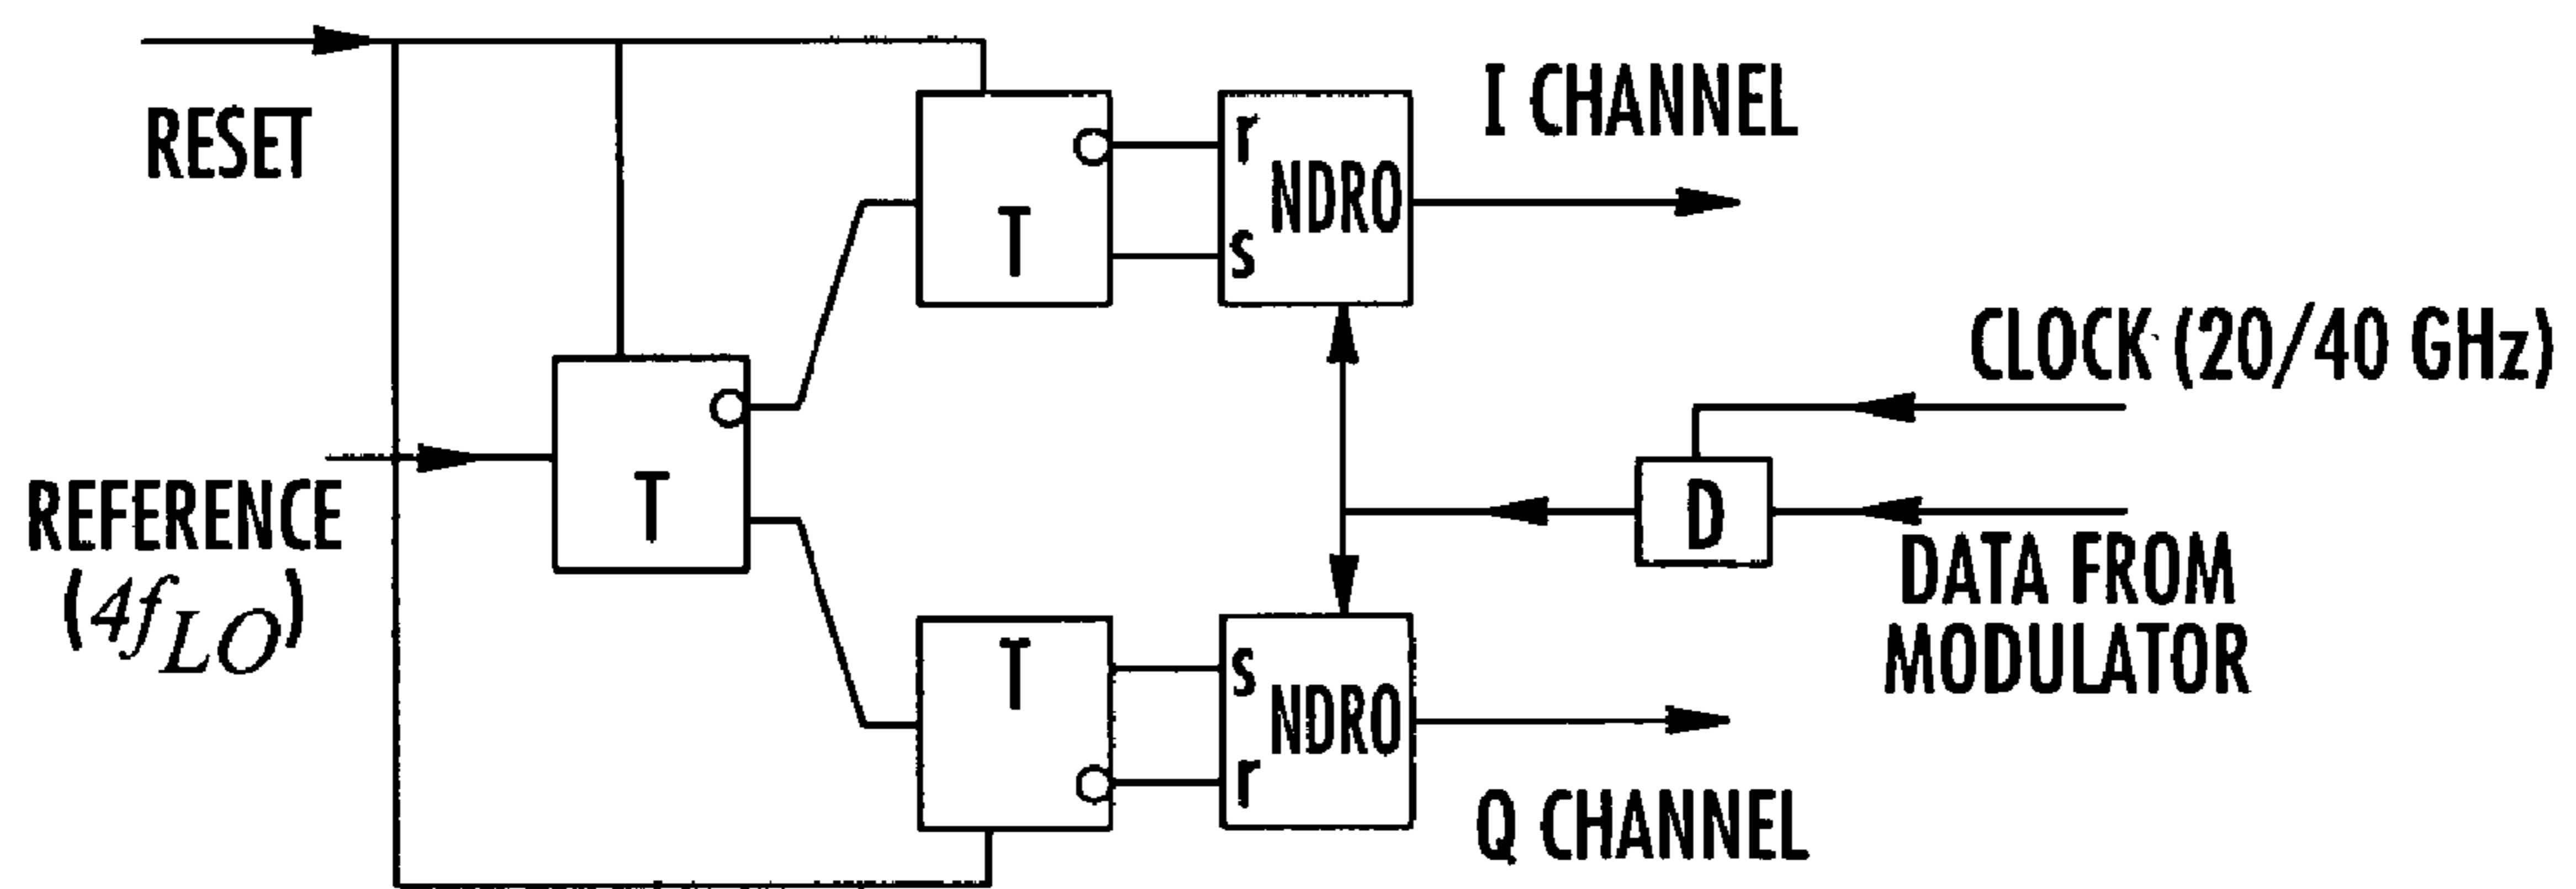 RESET
r
NDRO
T
s
I CHANNEL
CLOCK (20/40 GHz)
REFERENCE
(4f_LO)
T
D
DATA FROM
MODULATOR
T
s
NDRO
r
Q CHANNEL